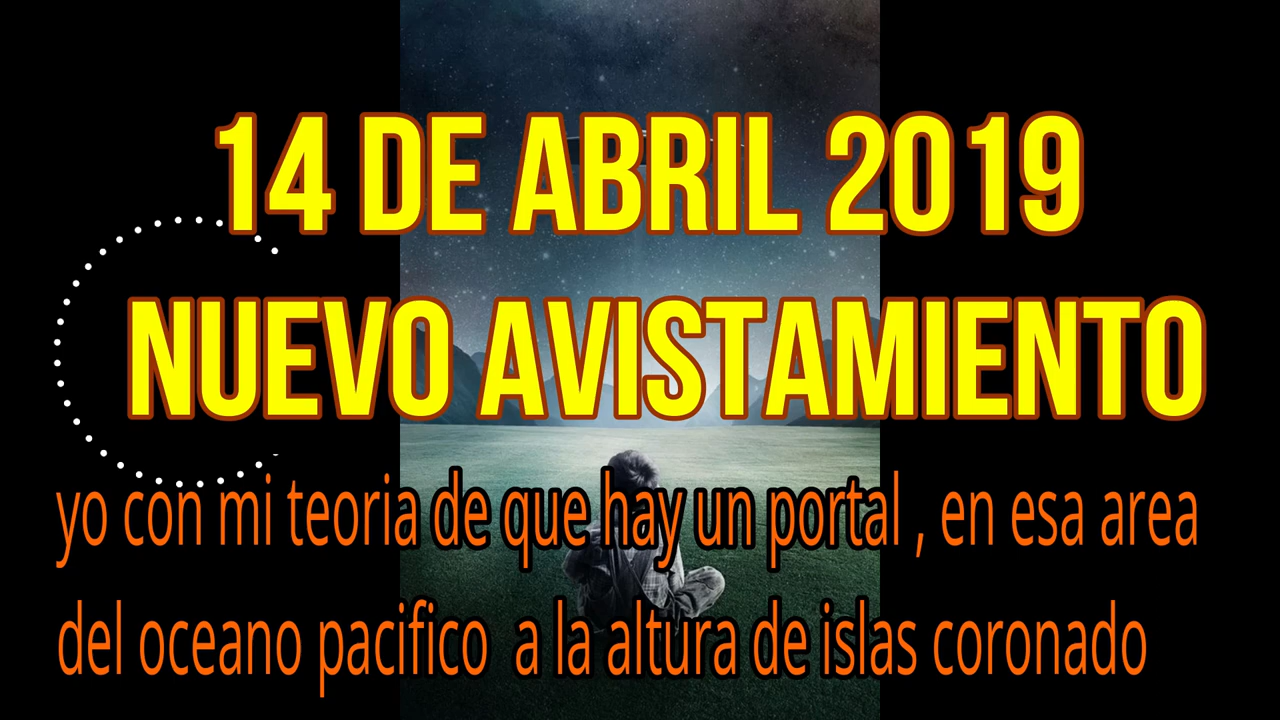 14 DE ABRIL 2019
NUEVO AVISTAMIENTO
yo con mi teoria de que hay un portal , en esa area
del oceano pacifico a la altura de islas coronado